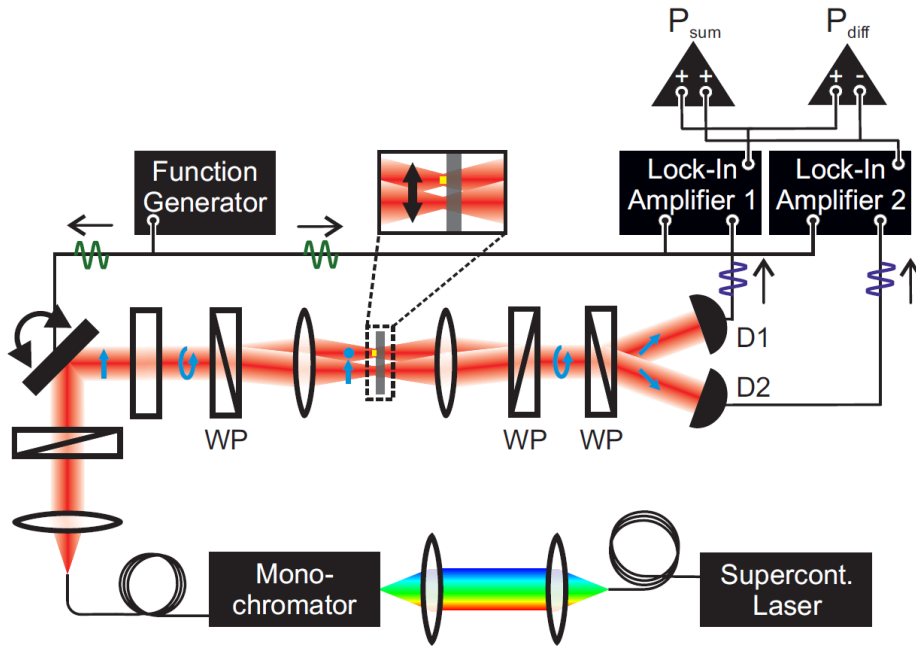 P_sum
P_diff
+ +
+ -
Function
Generator
Lock-In
Amplifier 1
Lock-In
Amplifier 2
D1
D2
WP
WP
WP
Mono-
chromator
Supercont.
Laser